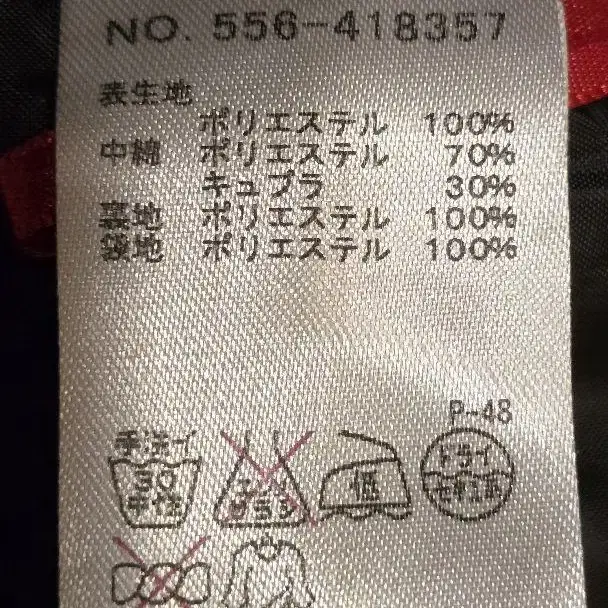 NO. 556-418357
表生地
ポリエステル 100%
中綿 ポリエステル 70%
キュプラ 30%
裏地 ポリエステル 100%
袋地 ポリエステル 100%
P-48
手洗イ
30
中性
エンソ
サラシ
低
ドライ
セキユ系